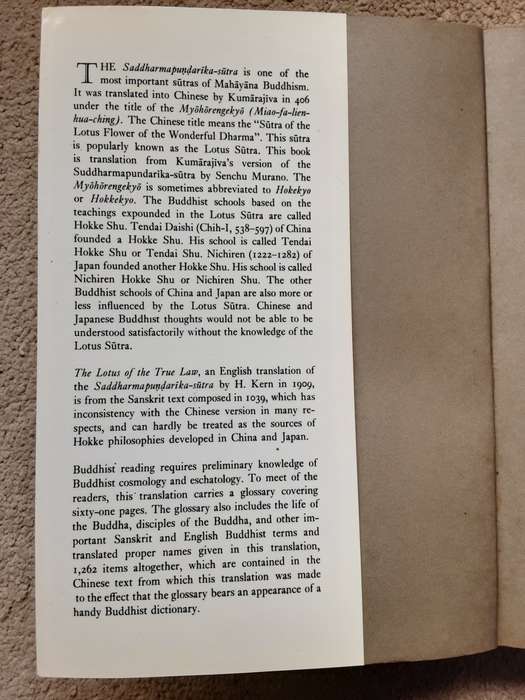 THE Saddharmapuṇḍarīka-sūtra is one of the
most important sūtras of Mahāyāna Buddhism.
It was translated into Chinese by Kumārajīva in 406
under the title of the Myōhōrengekyō (Miao-fa-lien-
hua-ching). The Chinese title means the “Sūtra of the
Lotus Flower of the Wonderful Dharma”. This sūtra
is popularly known as the Lotus Sūtra. This book
is translation from Kumārajīva's version of the
Suddharmapundarīka-sūtra by Senchu Murano. The
Myōhōrengekyō is sometimes abbreviated to Hokekyo
or Hokkekyo. The Buddhist schools based on the
teachings expounded in the Lotus Sūtra are called
Hokke Shu. Tendai Daishi (Chih-I, 538–597) of China
founded a Hokke Shu. His school is called Tendai
Hokke Shu or Tendai Shu. Nichiren (1222–1282) of
Japan founded another Hokke Shu. His school is called
Nichiren Hokke Shu or Nichiren Shu. The other
Buddhist schools of China and Japan are also more or
less influenced by the Lotus Sūtra. Chinese and
Japanese Buddhist thoughts would not be able to be
understood satisfactorily without the knowledge of the
Lotus Sūtra.
The Lotus of the True Law, an English translation of
the Saddharmapuṇḍarīka-sūtra by H. Kern in 1909,
is from the Sanskrit text composed in 1039, which has
inconsistency with the Chinese version in many re-
spects, and can hardly be treated as the sources of
Hokke philosophies developed in China and Japan.
Buddhist reading requires preliminary knowledge of
Buddhist cosmology and eschatology. To meet of the
readers, this translation carries a glossary covering
sixty-one pages. The glossary also includes the life of
the Buddha, disciples of the Buddha, and other im-
portant Sanskrit and English Buddhist terms and
translated proper names given in this translation,
1,262 items altogether, which are contained in the
Chinese text from which this translation was made
to the effect that the glossary bears an appearance of a
handy Buddhist dictionary.